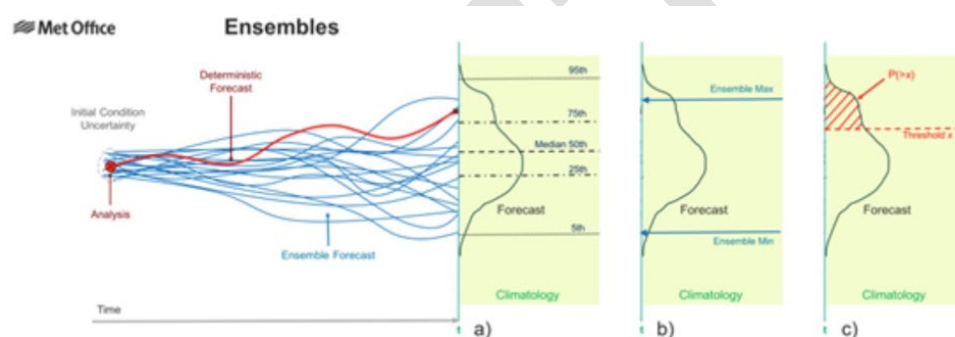 Met Office
Ensembles
Deterministic
Forecast
Initial Condition
Uncertainty
Analysis
Ensemble Forecast
Time
95th
75th
Median 50th
25th
Forecast
5th
Climatology
t
a)
Ensemble Max
Forecast
Ensemble Min
Climatology
t
b)
P(>x)
Threshold x
Forecast
Climatology
t
c)